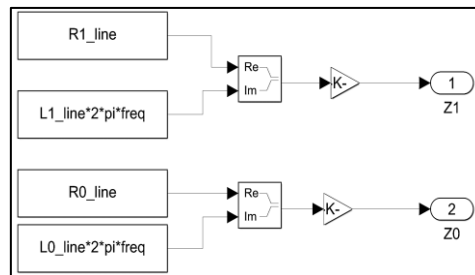 R1_line
Re
K-
1
L1_line*2*pi*freq
Im
Z1
R0_line
Re
K-
2
L0_line*2*pi*freq
Im
Z0